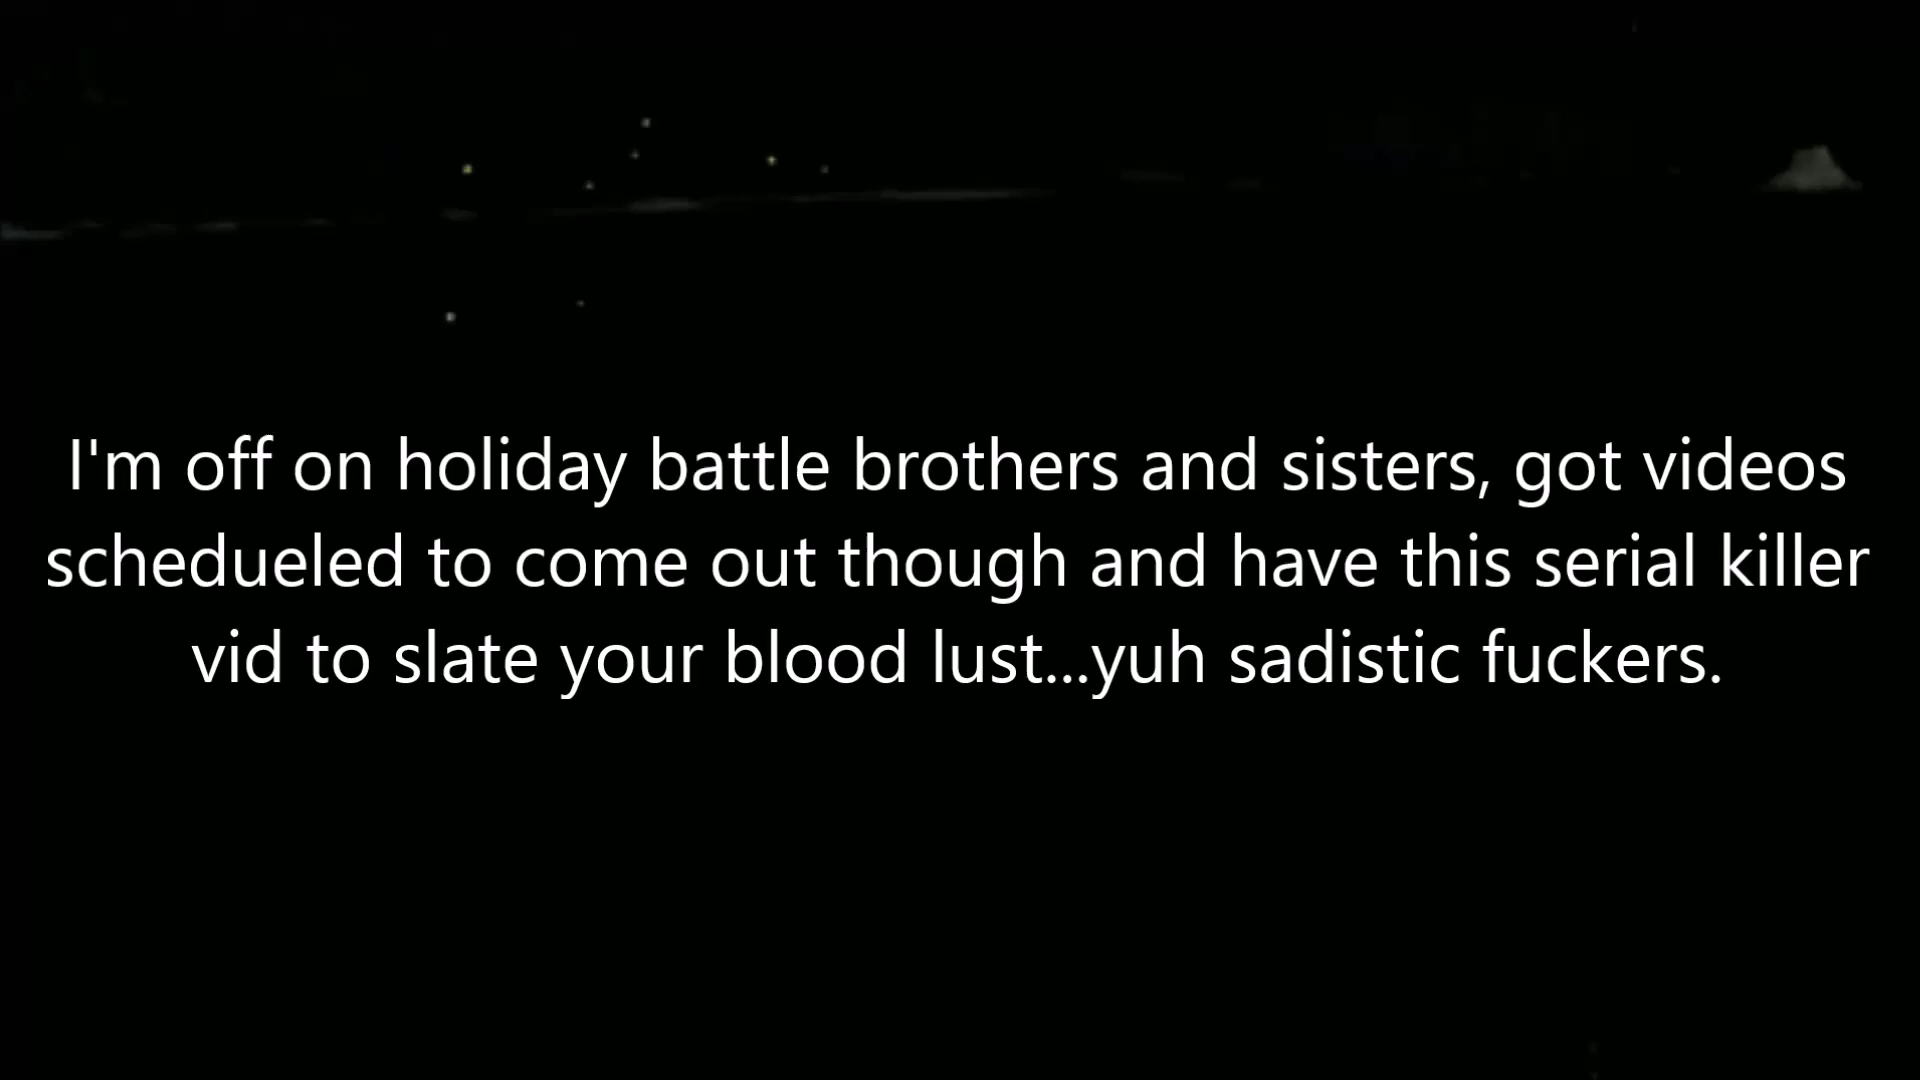 I'm off on holiday battle brothers and sisters, got videos
schedueled to come out though and have this serial killer
vid to slate your blood lust...yuh sadistic fuckers.